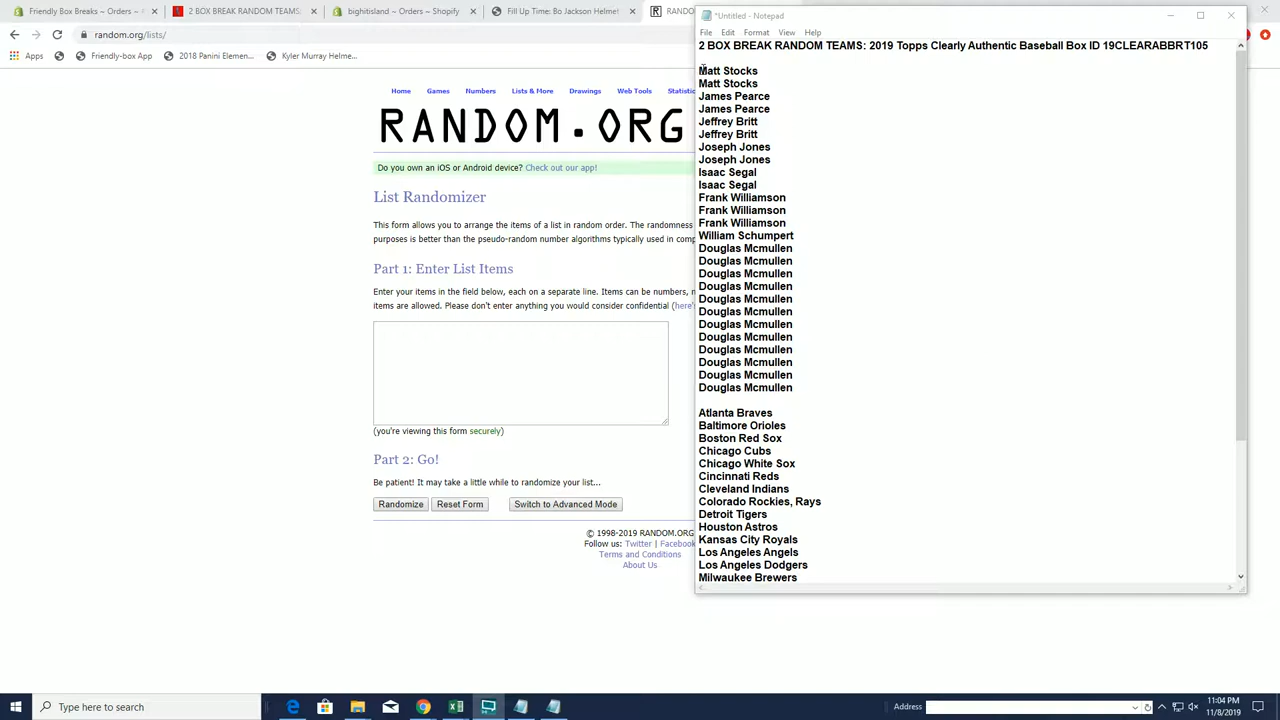 Friendly Breaks ~ Orders ~ F
2 BOX BREAK RANDOM TEAMS:
bighitisland ~ Orders ~ Shopify
Fill Up Time: Bo Jackson Helme
RANDO
random.org/lists/
Apps
Friendly-box App
2018 Panini Elemen...
Kyler Murray Helme...
Home Games Numbers Lists & More Drawings Web Tools Statistic
RANDOM.ORG
Do you own an iOS or Android device? Check out our app!
List Randomizer
This form allows you to arrange the items of a list in random order. The randomness
purposes is better than the pseudo-random number algorithms typically used in comp
Part 1: Enter List Items
Enter your items in the field below, each on a separate line. Items can be numbers, n
items are allowed. Please don't enter anything you would consider confidential (here's
(you're viewing this form securely)
Part 2: Go!
Be patient! It may take a little while to randomize your list...
Randomize Reset Form Switch to Advanced Mode
© 1998-2019 RANDOM.ORG
Follow us: Twitter | Facebook
Terms and Conditions
About Us
*Untitled - Notepad
File Edit Format View Help
2 BOX BREAK RANDOM TEAMS: 2019 Topps Clearly Authentic Baseball Box ID 19CLEARABBRT105
Matt Stocks
Matt Stocks
James Pearce
James Pearce
Jeffrey Britt
Jeffrey Britt
Joseph Jones
Joseph Jones
Isaac Segal
Isaac Segal
Frank Williamson
Frank Williamson
Frank Williamson
William Schumpert
Douglas Mcmullen
Douglas Mcmullen
Douglas Mcmullen
Douglas Mcmullen
Douglas Mcmullen
Douglas Mcmullen
Douglas Mcmullen
Douglas Mcmullen
Douglas Mcmullen
Douglas Mcmullen
Douglas Mcmullen
Douglas Mcmullen
Atlanta Braves
Baltimore Orioles
Boston Red Sox
Chicago Cubs
Chicago White Sox
Cincinnati Reds
Cleveland Indians
Colorado Rockies, Rays
Detroit Tigers
Houston Astros
Kansas City Royals
Los Angeles Angels
Los Angeles Dodgers
Milwaukee Brewers
Type here to search
Address
11:04 PM
11/8/2019